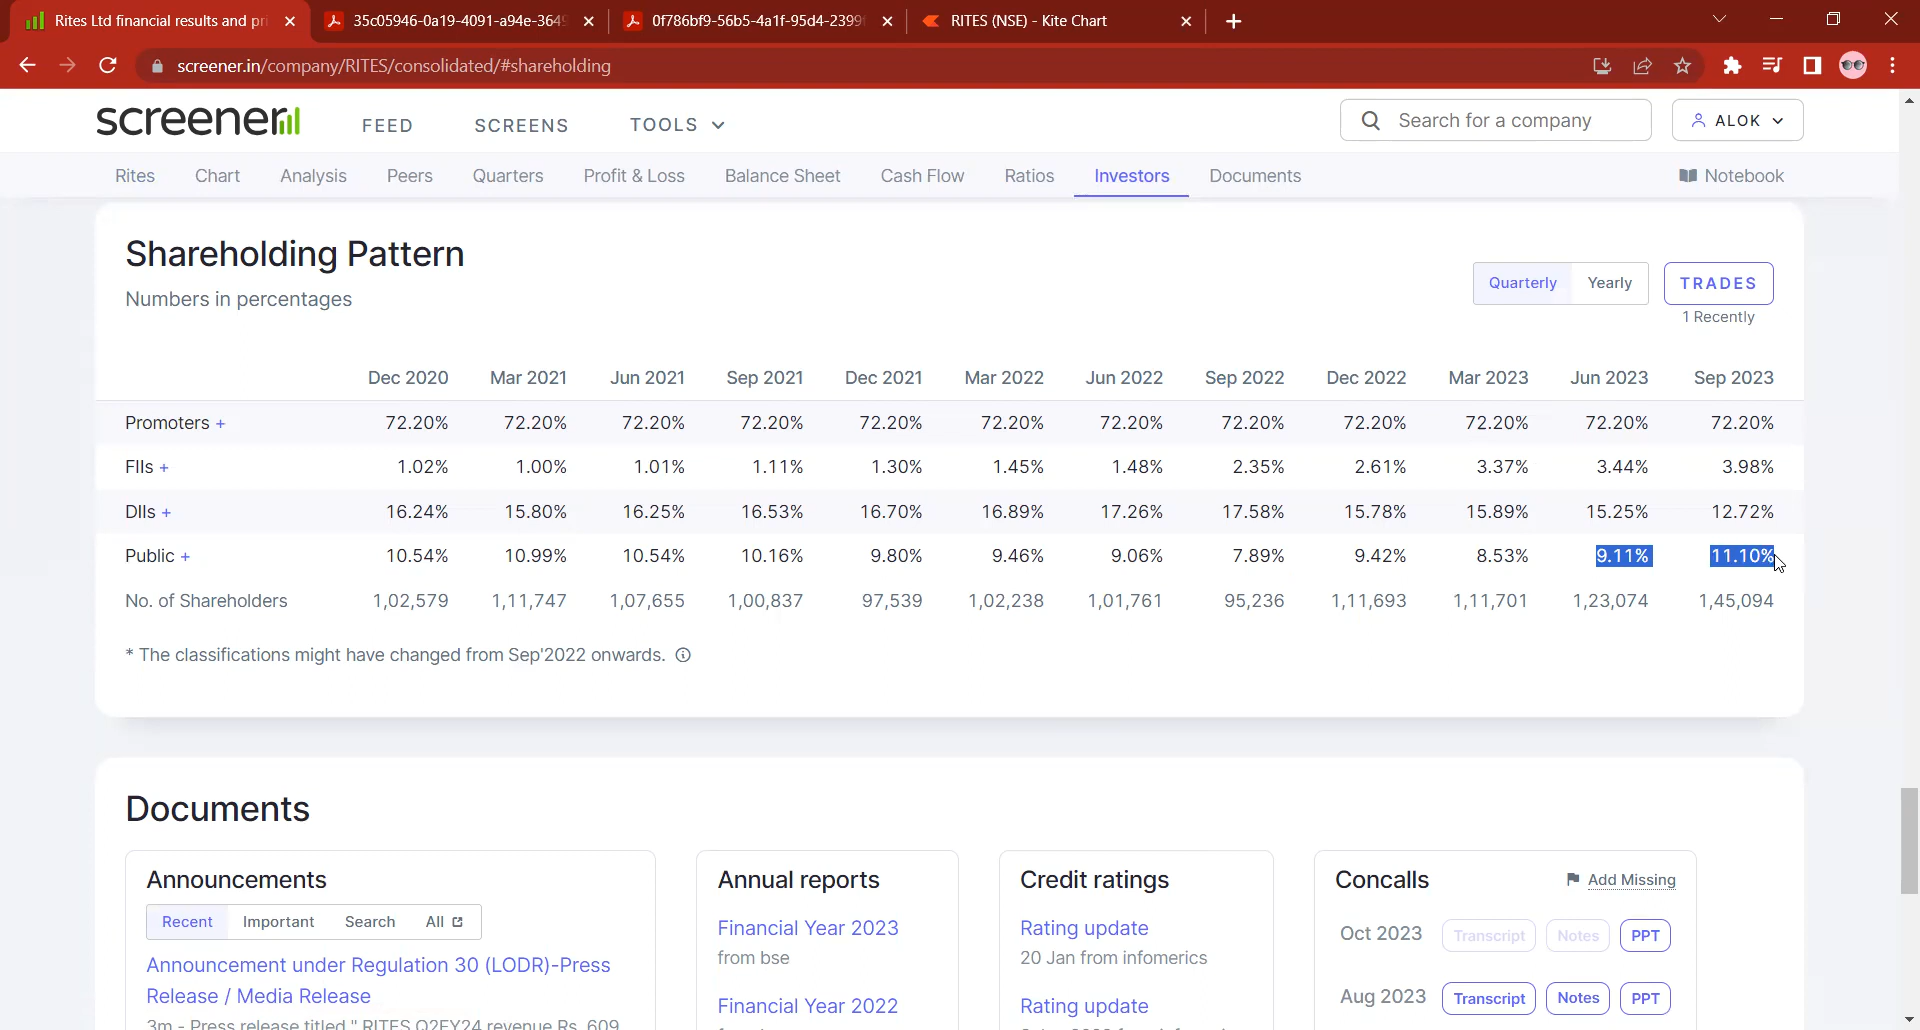 Rites Ltd financial results and pri
35c05946-0a19-4091-a94e-3649
0f786bf9-56b5-4a1f-95d4-2399f
RITES (NSE) - Kite Chart
screener.in/company/RITES/consolidated/#shareholding
screener
FEED SCREENS TOOLS
Search for a company
ALOK
Rites Chart Analysis Peers Quarters Profit & Loss Balance Sheet Cash Flow Ratios Investors Documents Notebook
Shareholding Pattern
Numbers in percentages
Quarterly Yearly TRADES
1 Recently
Dec 2020 Mar 2021 Jun 2021 Sep 2021 Dec 2021 Mar 2022 Jun 2022 Sep 2022 Dec 2022 Mar 2023 Jun 2023 Sep 2023
Promoters + 72.20% 72.20% 72.20% 72.20% 72.20% 72.20% 72.20% 72.20% 72.20% 72.20% 72.20% 72.20%
FIIs + 1.02% 1.00% 1.01% 1.11% 1.30% 1.45% 1.48% 2.35% 2.61% 3.37% 3.44% 3.98%
DIIs + 16.24% 15.80% 16.25% 16.53% 16.70% 16.89% 17.26% 17.58% 15.78% 15.89% 15.25% 12.72%
Public + 10.54% 10.99% 10.54% 10.16% 9.80% 9.46% 9.06% 7.89% 9.42% 8.53% 9.11% 11.10%
No. of Shareholders 1,02,579 1,11,747 1,07,655 1,00,837 97,539 1,02,238 1,01,761 95,236 1,11,693 1,11,701 1,23,074 1,45,094
* The classifications might have changed from Sep'2022 onwards.
Documents
Announcements
Recent Important Search All
Announcement under Regulation 30 (LODR)-Press
Release / Media Release
3m - Press release titled " RITES Q2FY24 revenue Rs. 609
Annual reports
Financial Year 2023
from bse
Financial Year 2022
Credit ratings
Rating update
20 Jan from infomerics
Rating update
Concalls
Add Missing
Oct 2023 Transcript Notes PPT
Aug 2023 Transcript Notes PPT